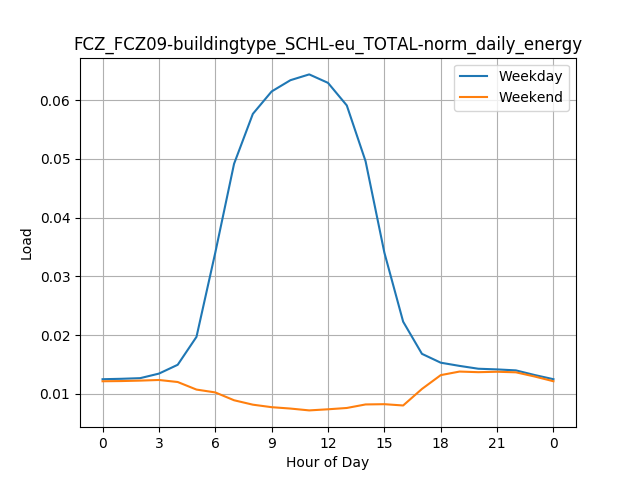 FCZ_FCZ09-buildingtype_SCHL-eu_TOTAL-norm_daily_energy
Weekday
Weekend
0.06
0.05
0.04
0.03
0.02
0.01
Load
0 3 6 9 12 15 18 21 0
Hour of Day